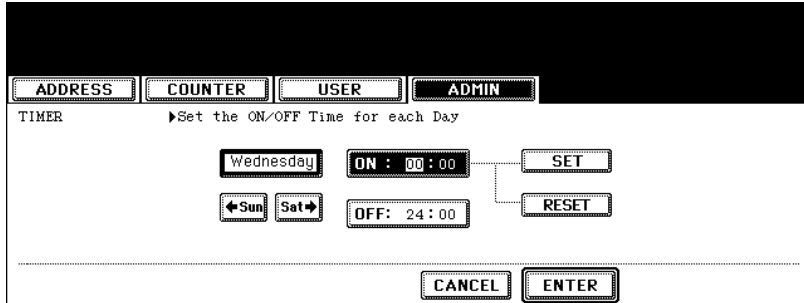 ADDRESS COUNTER USER ADMIN
TIMER ▶Set the ON/OFF Time for each Day
Wednesday ON : 00:00 SET
←Sun Sat→ OFF: 24:00 RESET
CANCEL ENTER